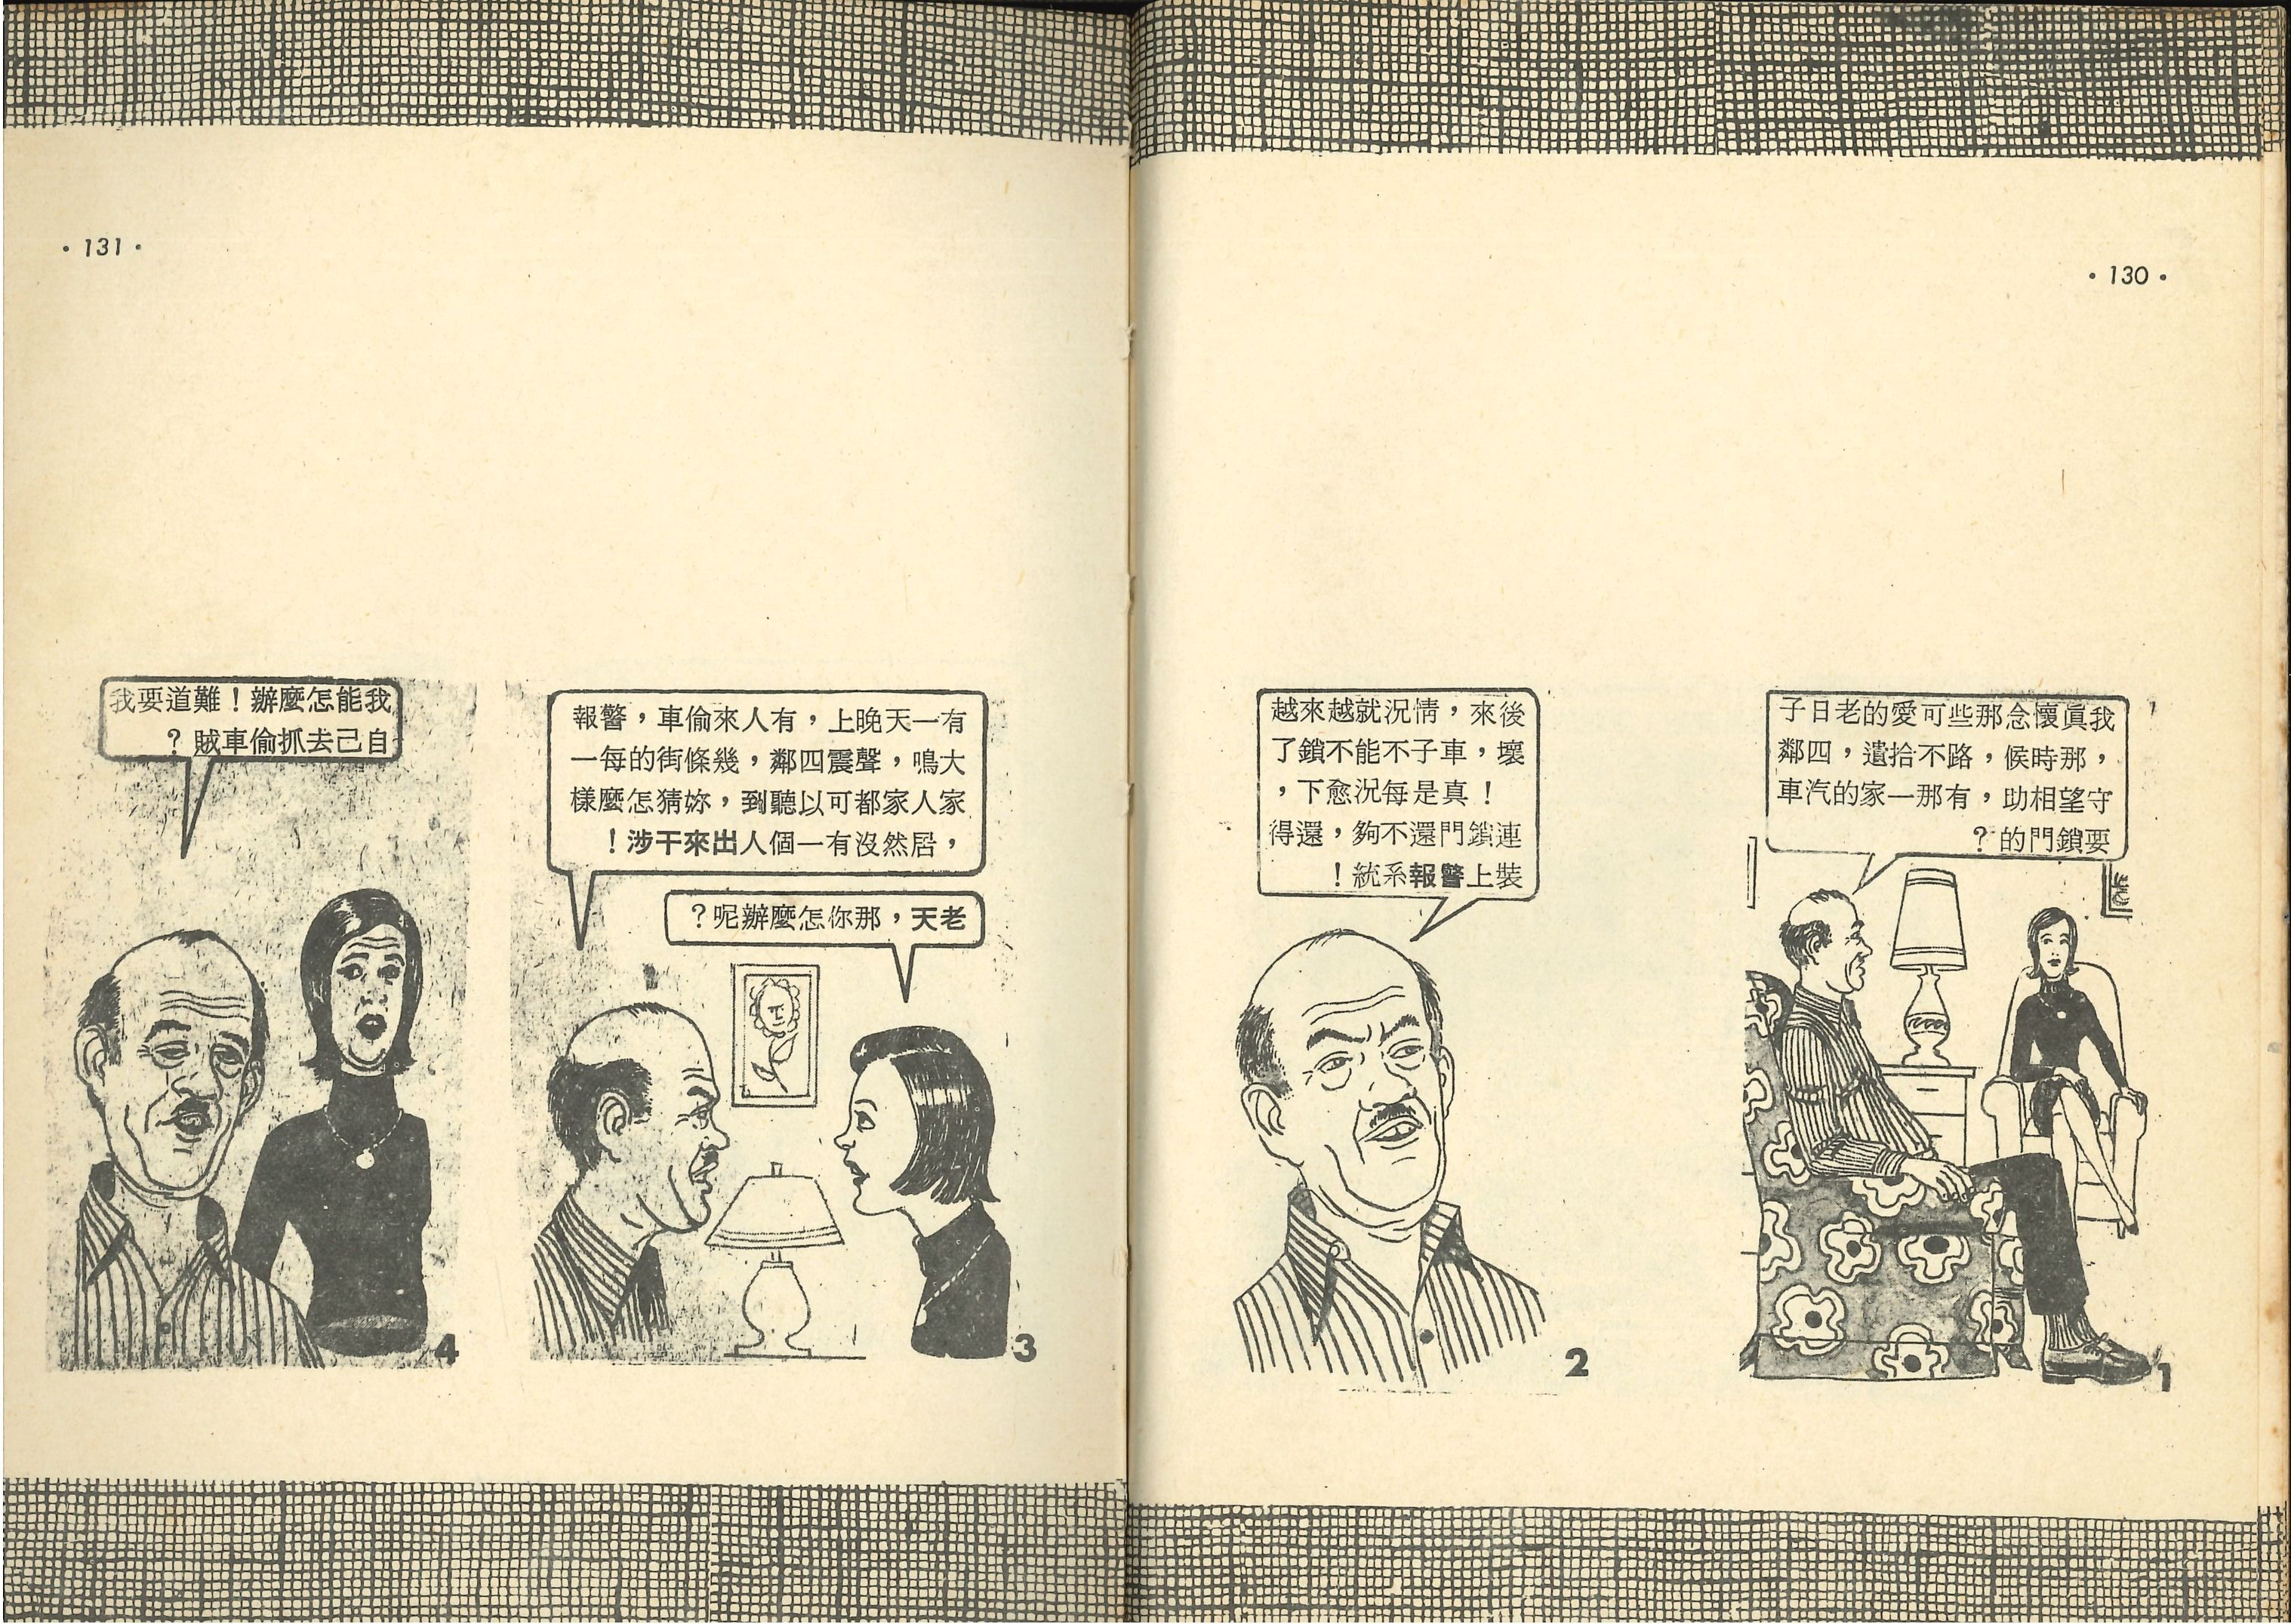 ·130·
我真懷念那些可愛的老日子
，那時候，路不拾遺，四鄰
守望相助，有那一家的汽車
要鎖門的？
1
後來，情況就越來越
壞，車子不能不鎖了
！真是每況愈下，
連鎖門還不夠，還得
裝上警報系統！
2
·131·
有一天晚上，有人來偷車，警報
大鳴，聲震四鄰，幾條街的每一
家人家都可以聽到，妳猜怎麼樣
，居然沒有一個人出來干涉！
老天，那你怎麼辦呢？
3
我能怎麼辦！難道要我
自己去抓偷車賊？
4